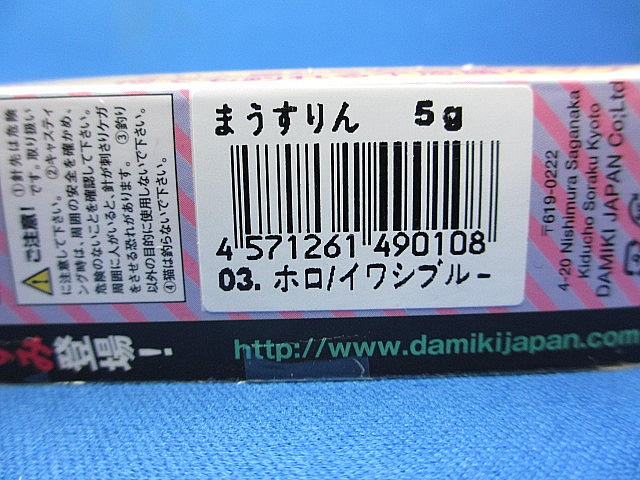 ご注意!
①針先は危険
です。取り扱い
に注意して下さい。②キャスティ
ング時は、周囲の安全を確かめ、
危険のないことを確認して下さい。
周囲に人がいると、針が刺さりケガ
をさせる恐れがあります。③釣り
以外の目的に使用しないで下さい。
④猫は釣らないで下さい。
まうすりん 5g
4 571261 490108
03. ホロ/イワシブルー
〒619-0222
4-20 Nishimura Saganaka
Kiducho Soraku Kyoto
DAMIKI JAPAN Co;Ltd
み登場!
http://www.damikijapan.com